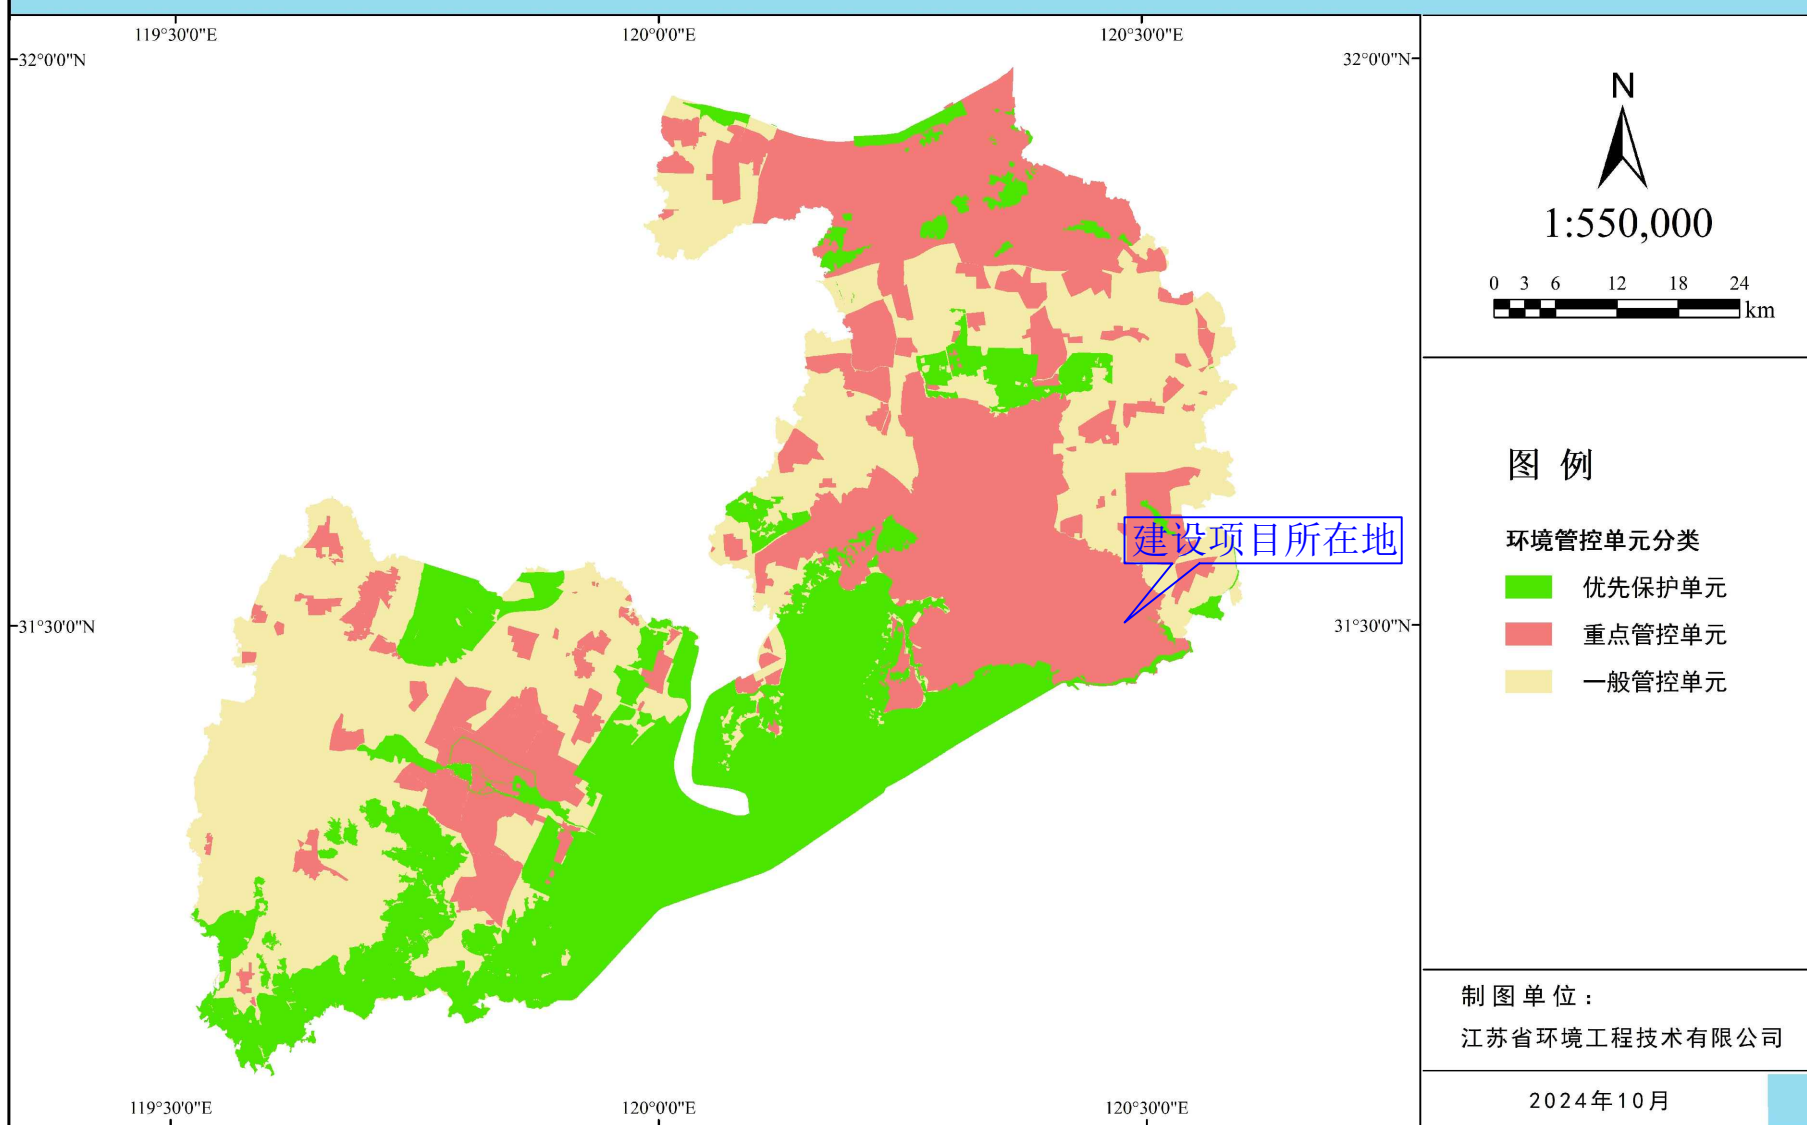 119°30'0"E 120°0'0"E 120°30'0"E
32°0'0"N 32°0'0"N
N
1:550,000
0 3 6 12 18 24
km
图 例
建设项目所在地
环境管控单元分类
优先保护单元
31°30'0"N 31°30'0"N
重点管控单元
一般管控单元
制图单位：
江苏省环境工程技术有限公司
119°30'0"E 120°0'0"E 120°30'0"E
2024年10月